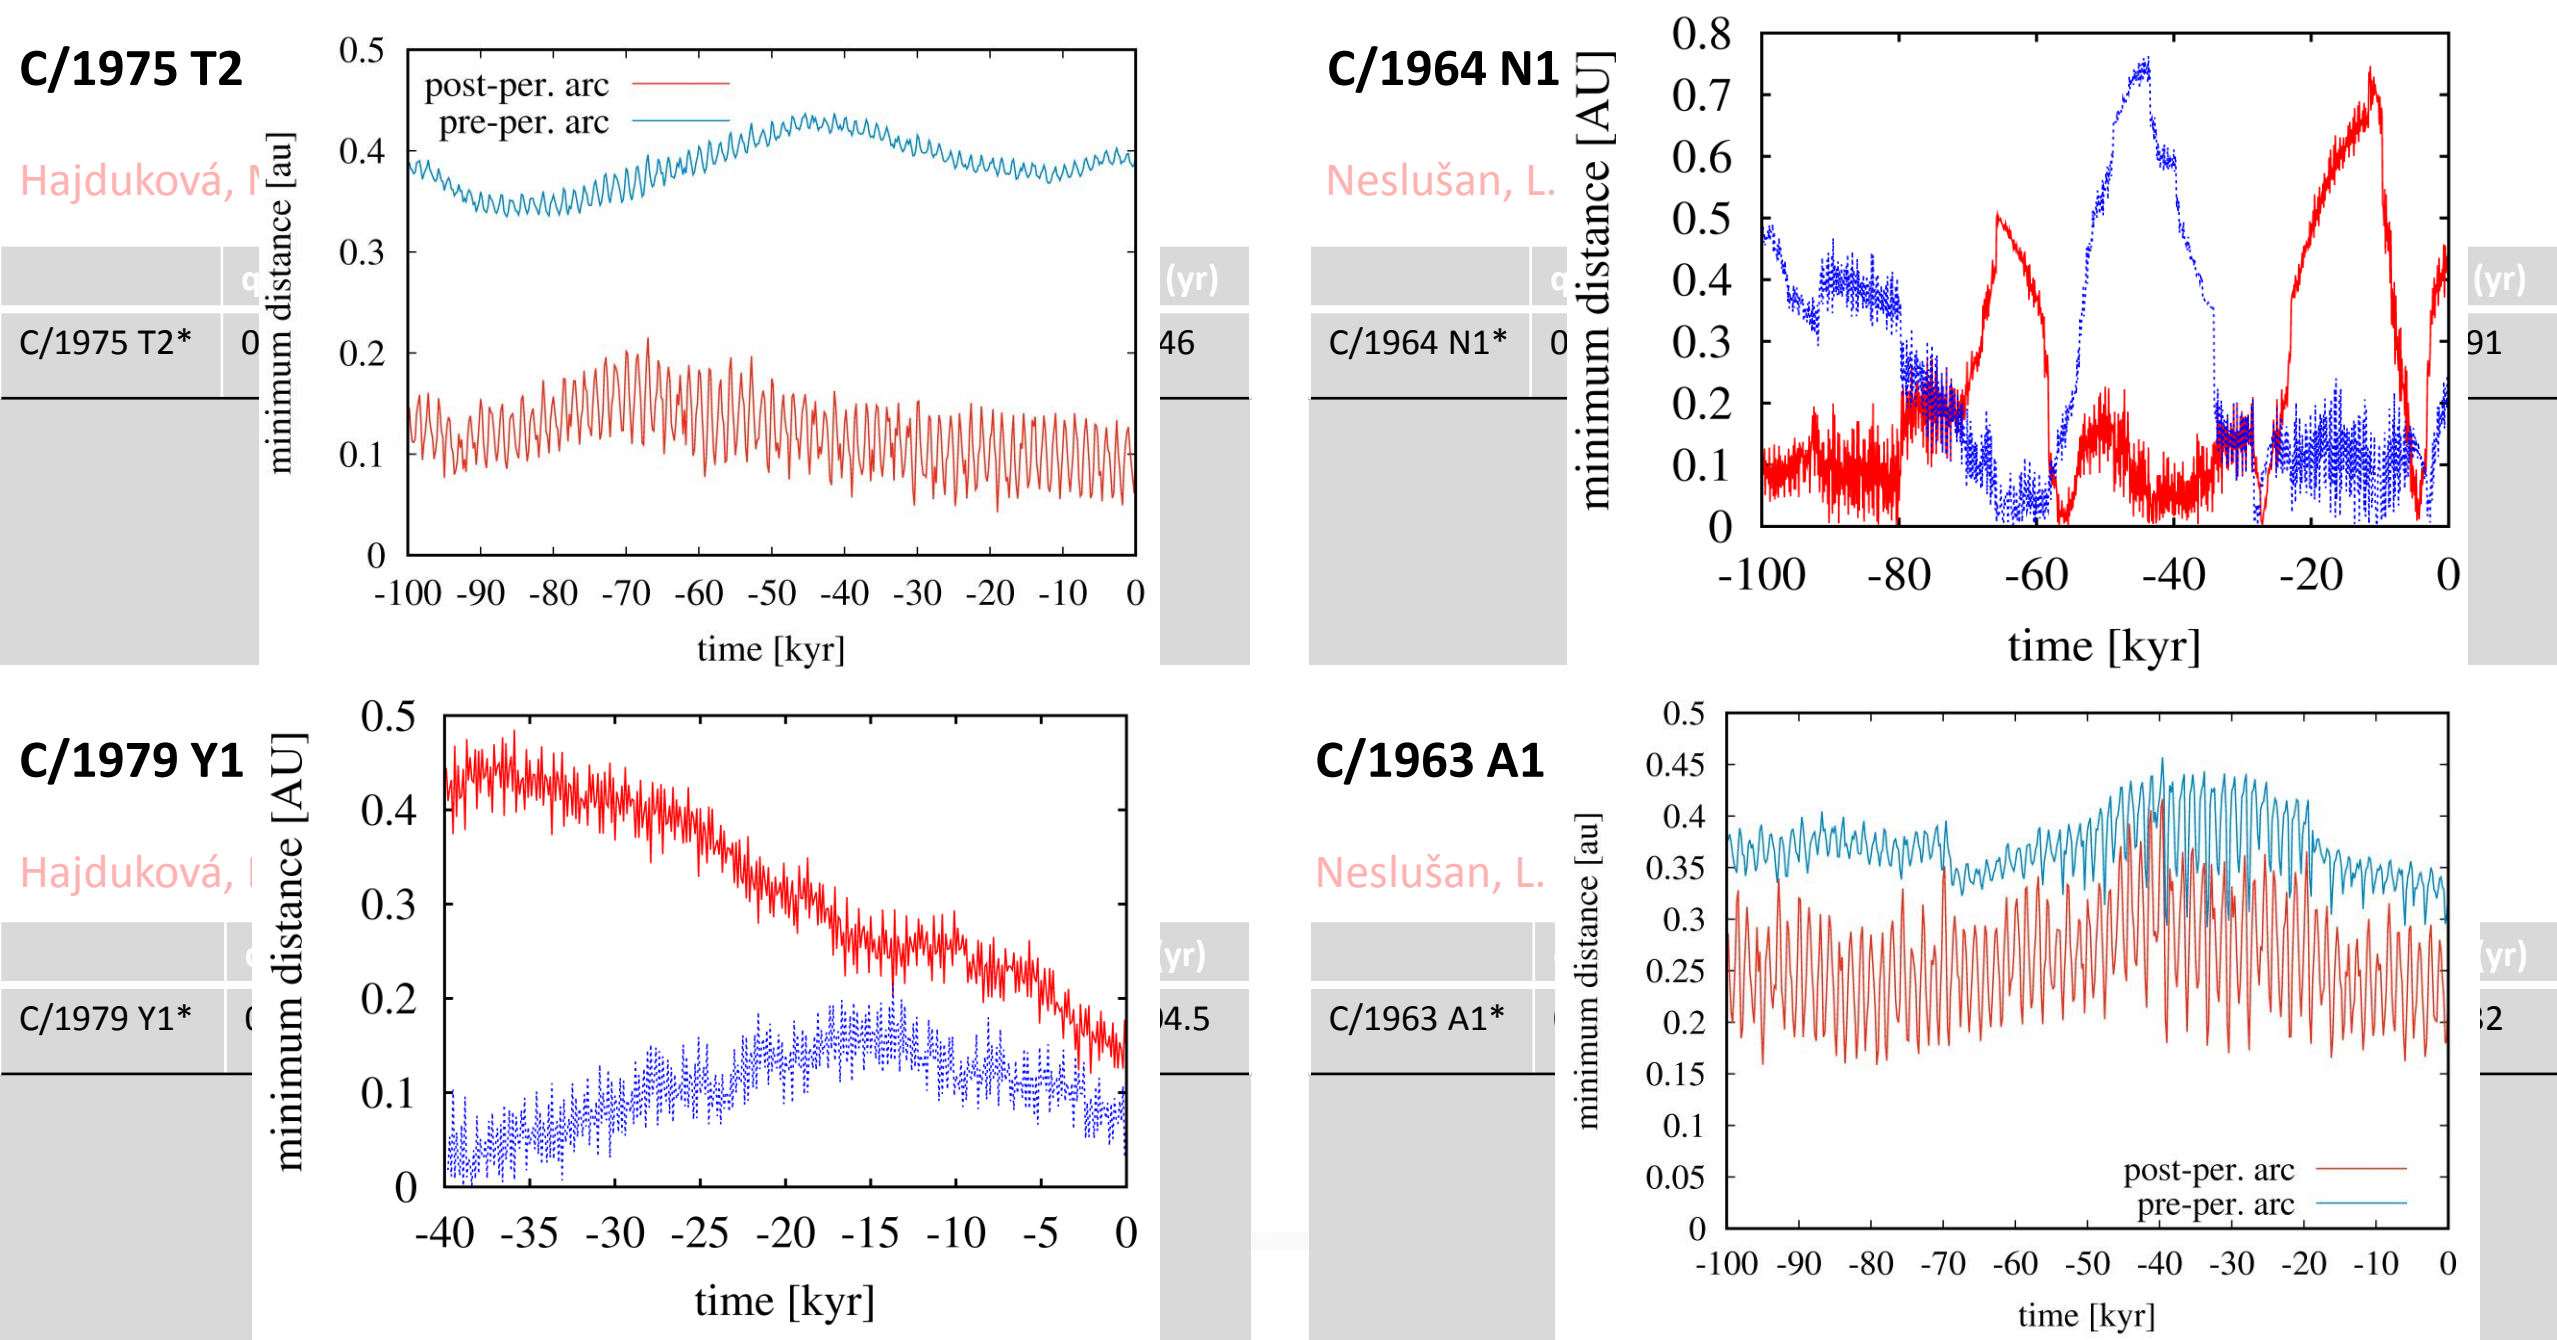 C/1975 T2
Hajduková,
q
(yr)
C/1975 T2* 0
46
0.5
0.4
0.3
0.2
0.1
0
minimum distance [au]
post-per. arc
pre-per. arc
-100 -90 -80 -70 -60 -50 -40 -30 -20 -10 0
time [kyr]
C/1964 N1
Neslušan, L.
q
(yr)
C/1964 N1* 0
91
0.8
0.7
0.6
0.5
0.4
0.3
0.2
0.1
0
minimum distance [AU]
-100 -80 -60 -40 -20 0
time [kyr]
C/1979 Y1
Hajduková,
(yr)
C/1979 Y1*
04.5
0.5
0.4
0.3
0.2
0.1
0
minimum distance [AU]
-40 -35 -30 -25 -20 -15 -10 -5 0
time [kyr]
C/1963 A1
Neslušan, L.
(yr)
C/1963 A1*
2
0.5
0.45
0.4
0.35
0.3
0.25
0.2
0.15
0.1
0.05
0
minimum distance [au]
post-per. arc
pre-per. arc
-100 -90 -80 -70 -60 -50 -40 -30 -20 -10 0
time [kyr]